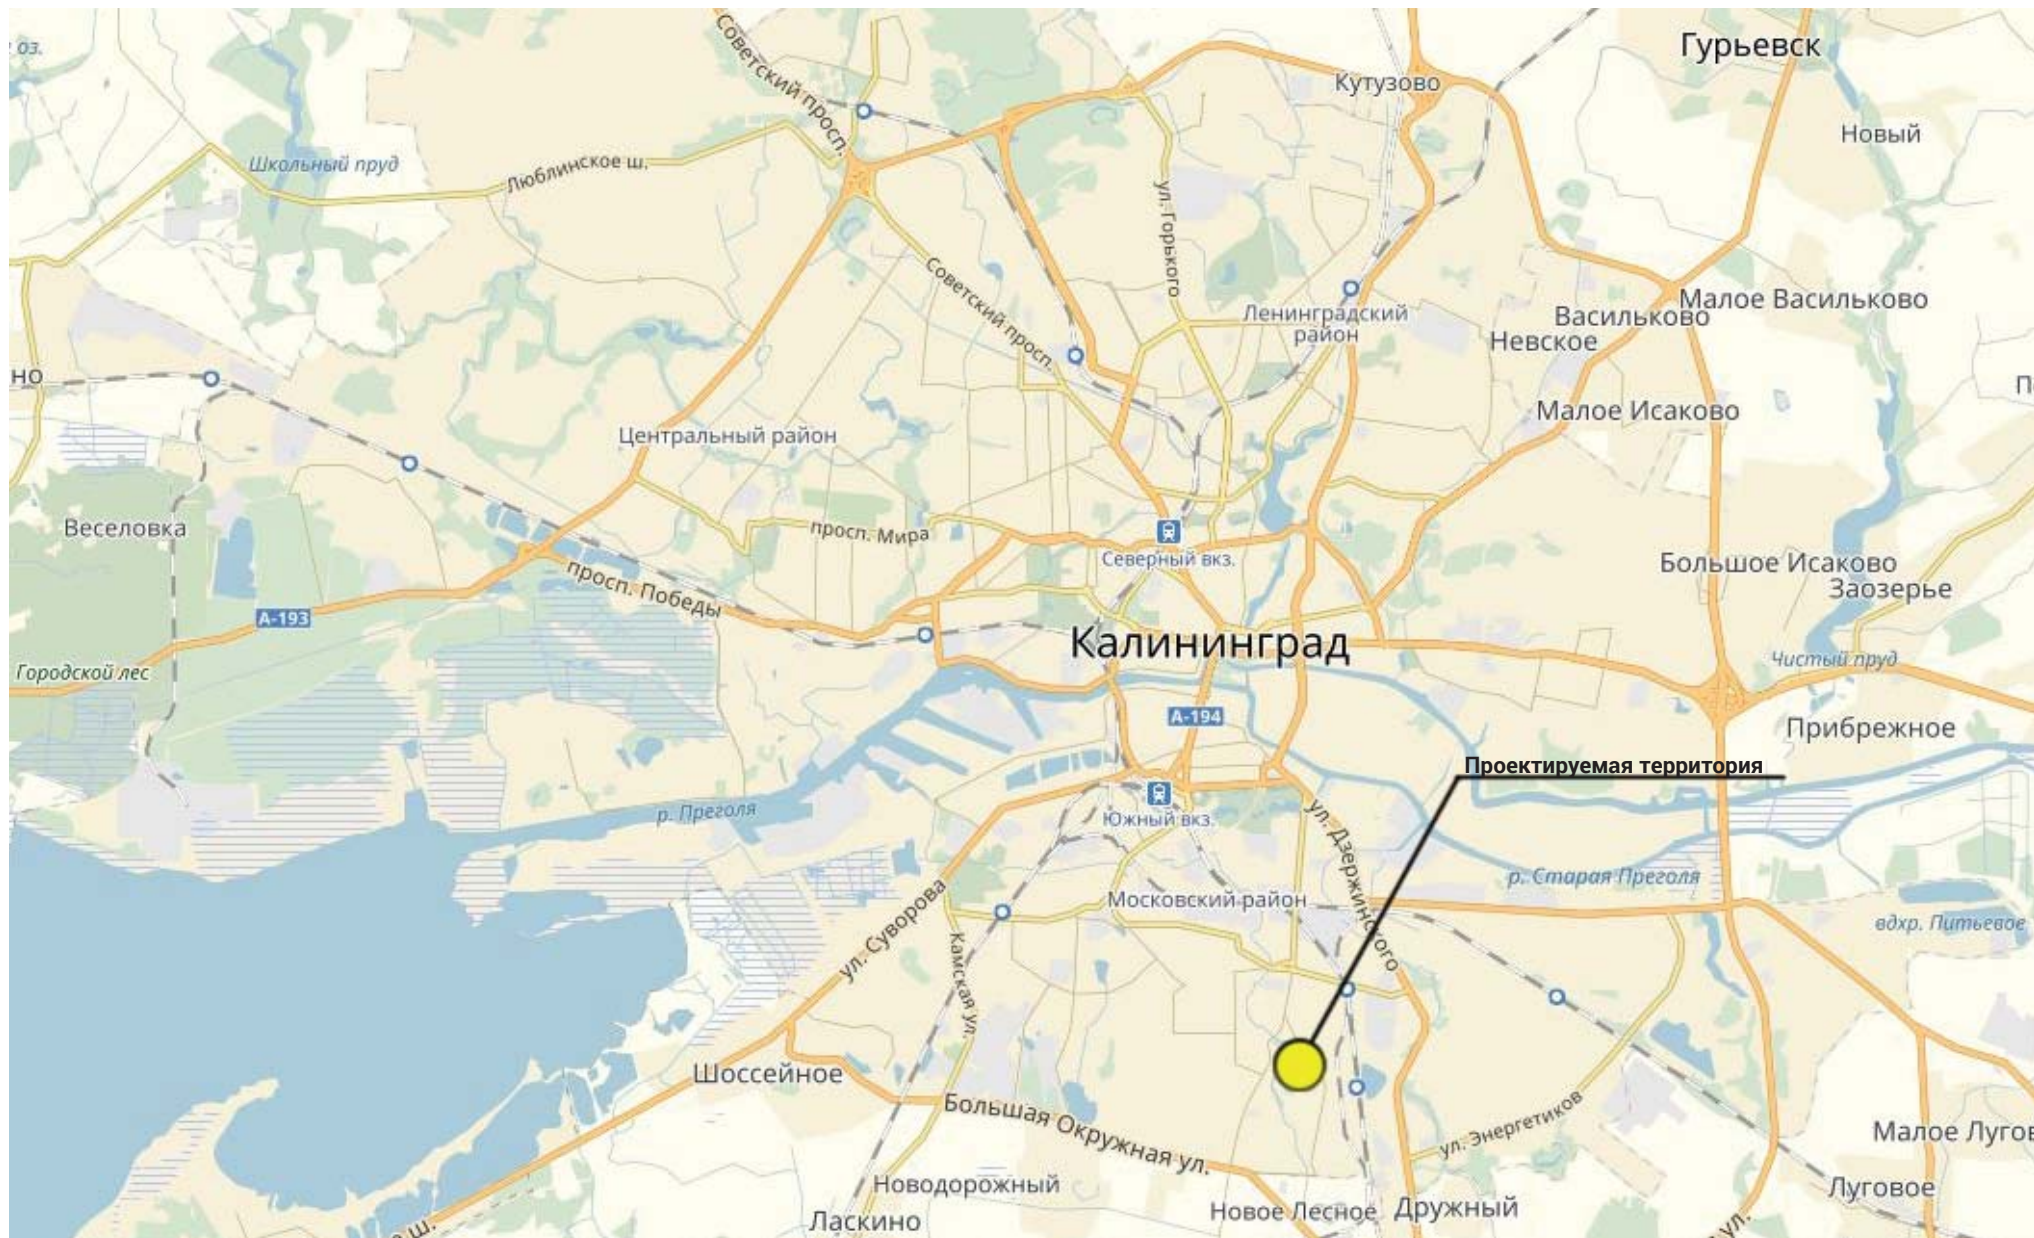 Советский просп.
Гурьевск
оз.
Кутузово
Новый
Школьный пруд
Люблинское ш.
ул. Горького
Советский просп.
Ленинградский
район
Малое Васильково
Васильково
Невское
но
Малое Исаково
Центральный район
Веселовка
просп. Мира
Северный вкз.
Большое Исаково
Заозерье
просп. Победы
А-193
Калининград
Городской лес
Чистый пруд
А-194
Прибрежное
Проектируемая территория
р. Преголя
Южный вкз.
ул. Дзержинского
р. Старая Преголя
Московский район
вдхр. Питьевое
ул. Суворова
Камская ул.
Шоссейное
Большая Окружная ул.
ул. Энергетиков
Малое Лугов
Новодорожный
Луговое
Ласкино
Новое Лесное
Дружный
ш.
ул.